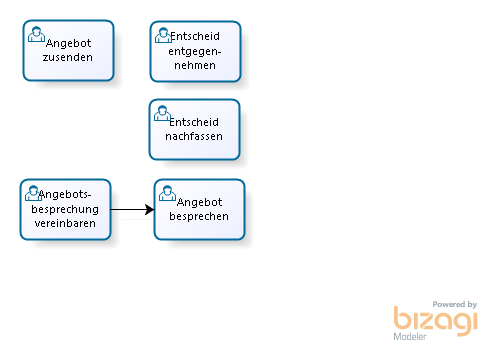 Angebot
zusenden
Entscheid
entgegen-
nehmen
Entscheid
nachfassen
Angebots-
besprechung
vereinbaren
Angebot
besprechen
Powered by
bizagi
Modeler